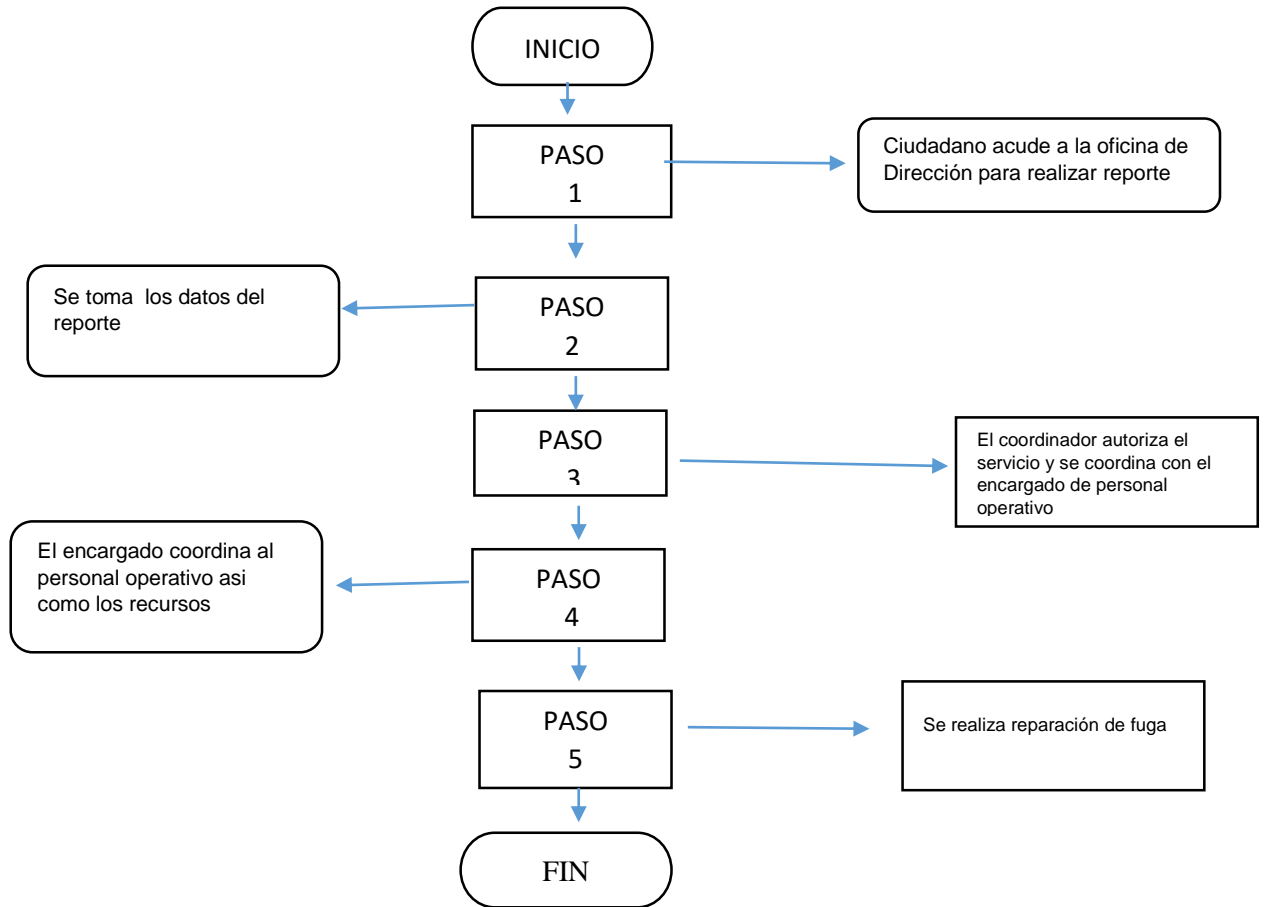 INICIO
PASO
1
Ciudadano acude a la oficina de
Dirección para realizar reporte
Se toma los datos del
reporte
PASO
2
PASO
3
El coordinador autoriza el
servicio y se coordina con el
encargado de personal
operativo
El encargado coordina al
personal operativo asi
como los recursos
PASO
4
PASO
5
Se realiza reparación de fuga
FIN